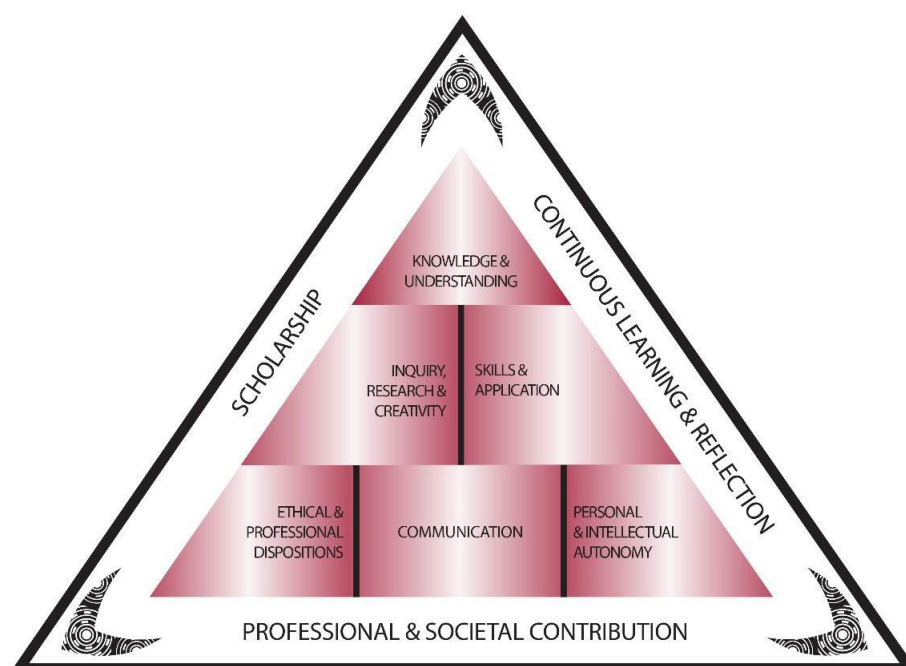 KNOWLEDGE &
UNDERSTANDING
SCHOLARSHIP
CONTINUOUS LEARNING & REFLECTION
INQUIRY,
RESEARCH &
CREATIVITY
SKILLS &
APPLICATION
ETHICAL &
PROFESSIONAL
DISPOSITIONS
COMMUNICATION
PERSONAL
& INTELLECTUAL
AUTONOMY
PROFESSIONAL & SOCIETAL CONTRIBUTION